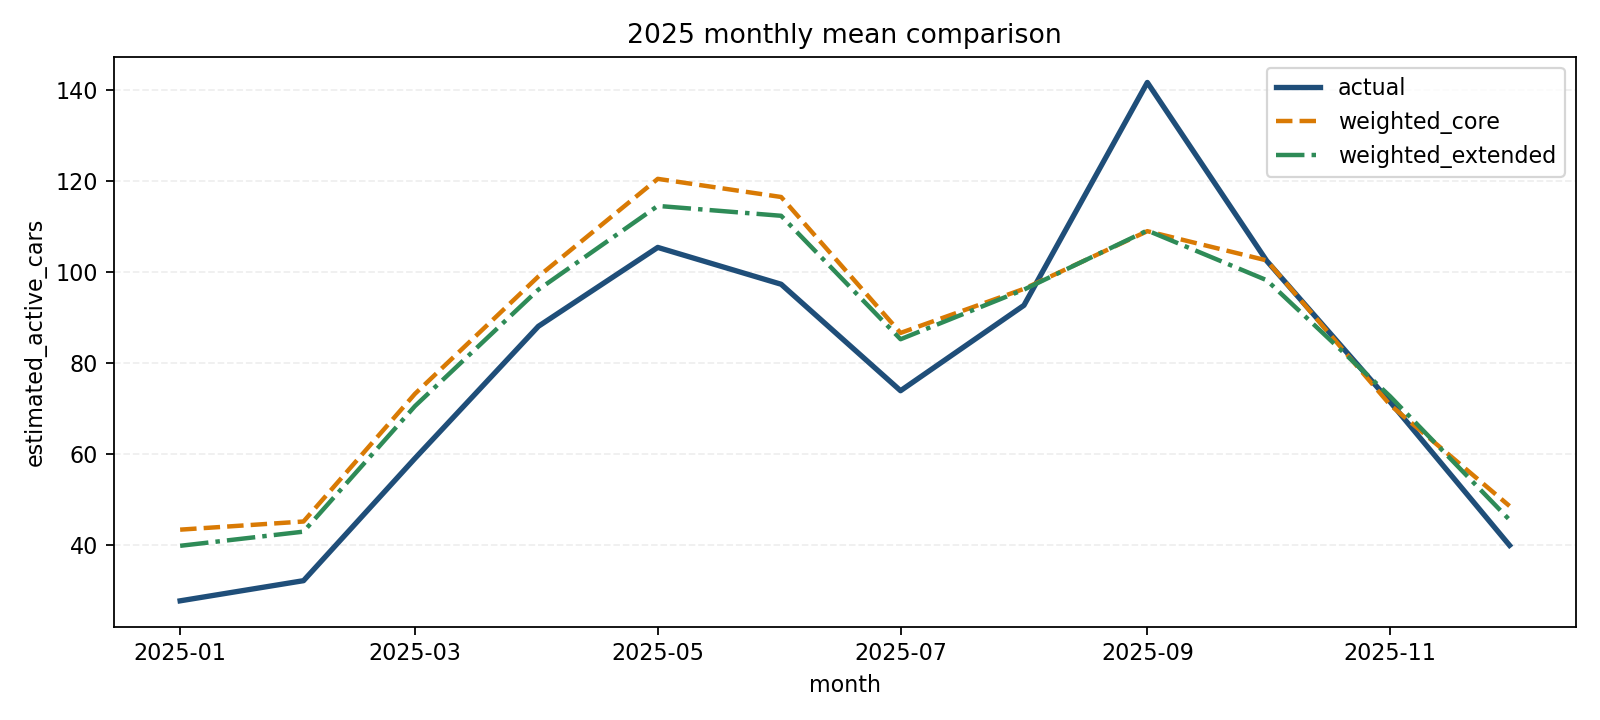 2025 monthly mean comparison
actual
weighted_core
weighted_extended
estimated_active_cars
140
120
100
80
60
40
2025-01 2025-03 2025-05 2025-07 2025-09 2025-11
month